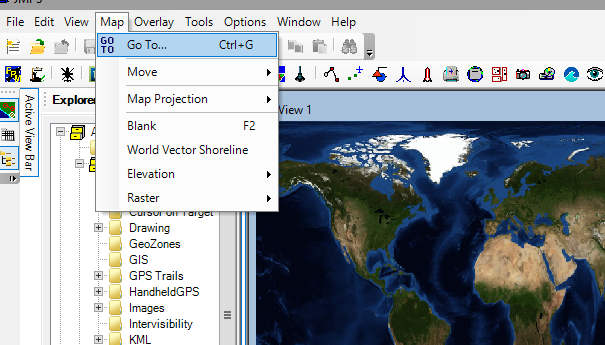 File Edit View Map Overlay Tools Options Window Help
GO TO Go To... Ctrl+G
Move
Map Projection
Blank F2
World Vector Shoreline
Elevation
Raster
Active View Bar
Explorer
View 1
Cursor on Target
Drawing
GeoZones
GIS
GPS Trails
HandheldGPS
Images
Intervisibility
KML